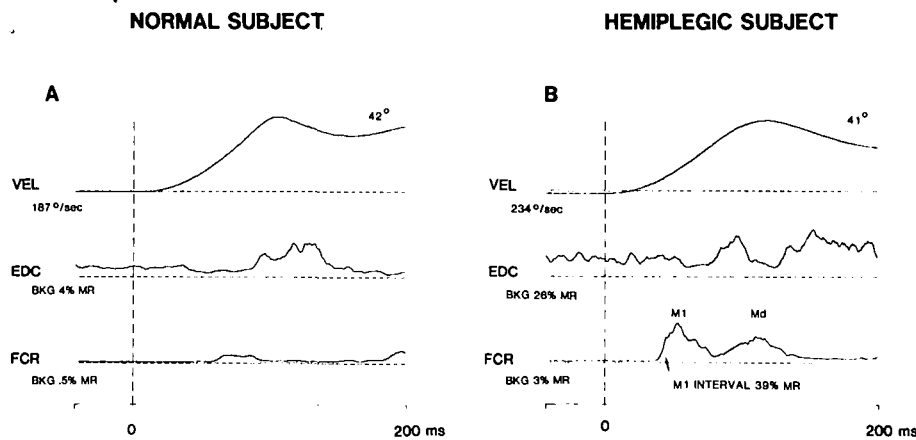 NORMAL SUBJECT
HEMIPLEGIC SUBJECT
A
B
42°
41°
VEL
187°/sec
VEL
234°/sec
EDC
BKG 4% MR
EDC
BKG 26% MR
M1
Md
FCR
BKG .5% MR
FCR
BKG 3% MR
M1 INTERVAL 39% MR
0
200 ms
0
200 ms